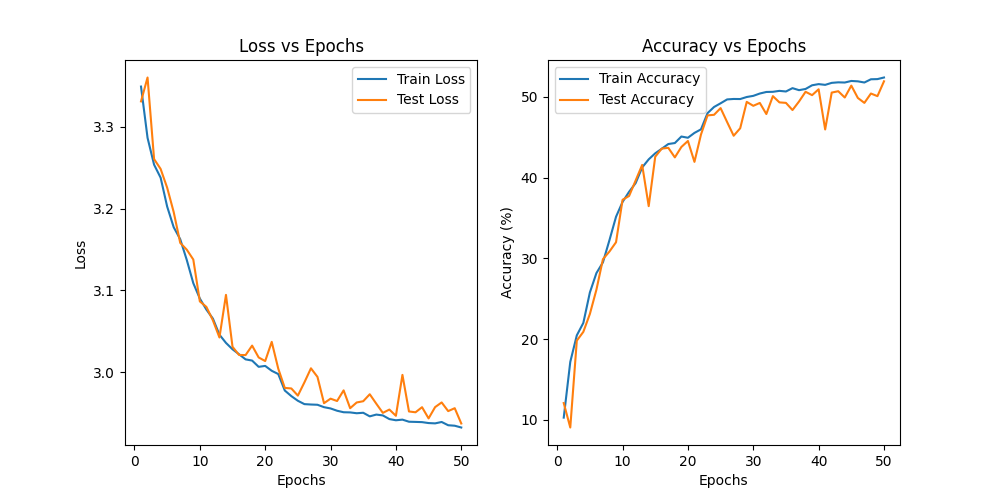 Loss vs Epochs
Train Loss
Test Loss
3.3
3.2
3.1
3.0
Loss
0 10 20 30 40 50
Epochs
Accuracy vs Epochs
Train Accuracy
Test Accuracy
50
40
30
20
10
Accuracy (%)
0 10 20 30 40 50
Epochs